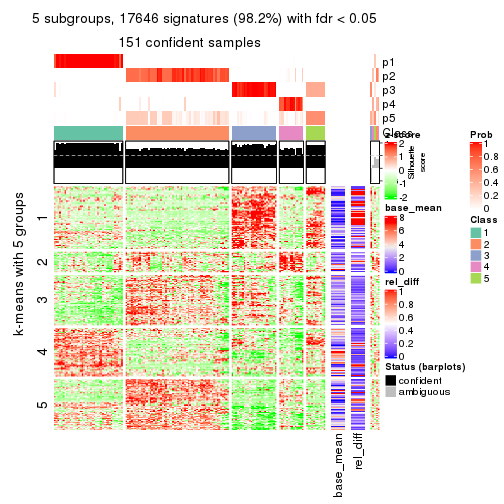 5 subgroups, 17646 signatures (98.2%) with fdr < 0.05
151 confident samples
p1
p2
p3
p4
p5
Class
z-score
2
1
0
-1
-2
Silhouette
score
Prob
1
0.8
0.6
0.4
0.2
0
base_mean
8
6
4
2
0
Class
1
2
3
4
5
rel_diff
1
0.8
0.6
0.4
0.2
0
Status (barplots)
confident
ambiguous
k-means with 5 groups
1
2
3
4
5
base_mean
rel_diff